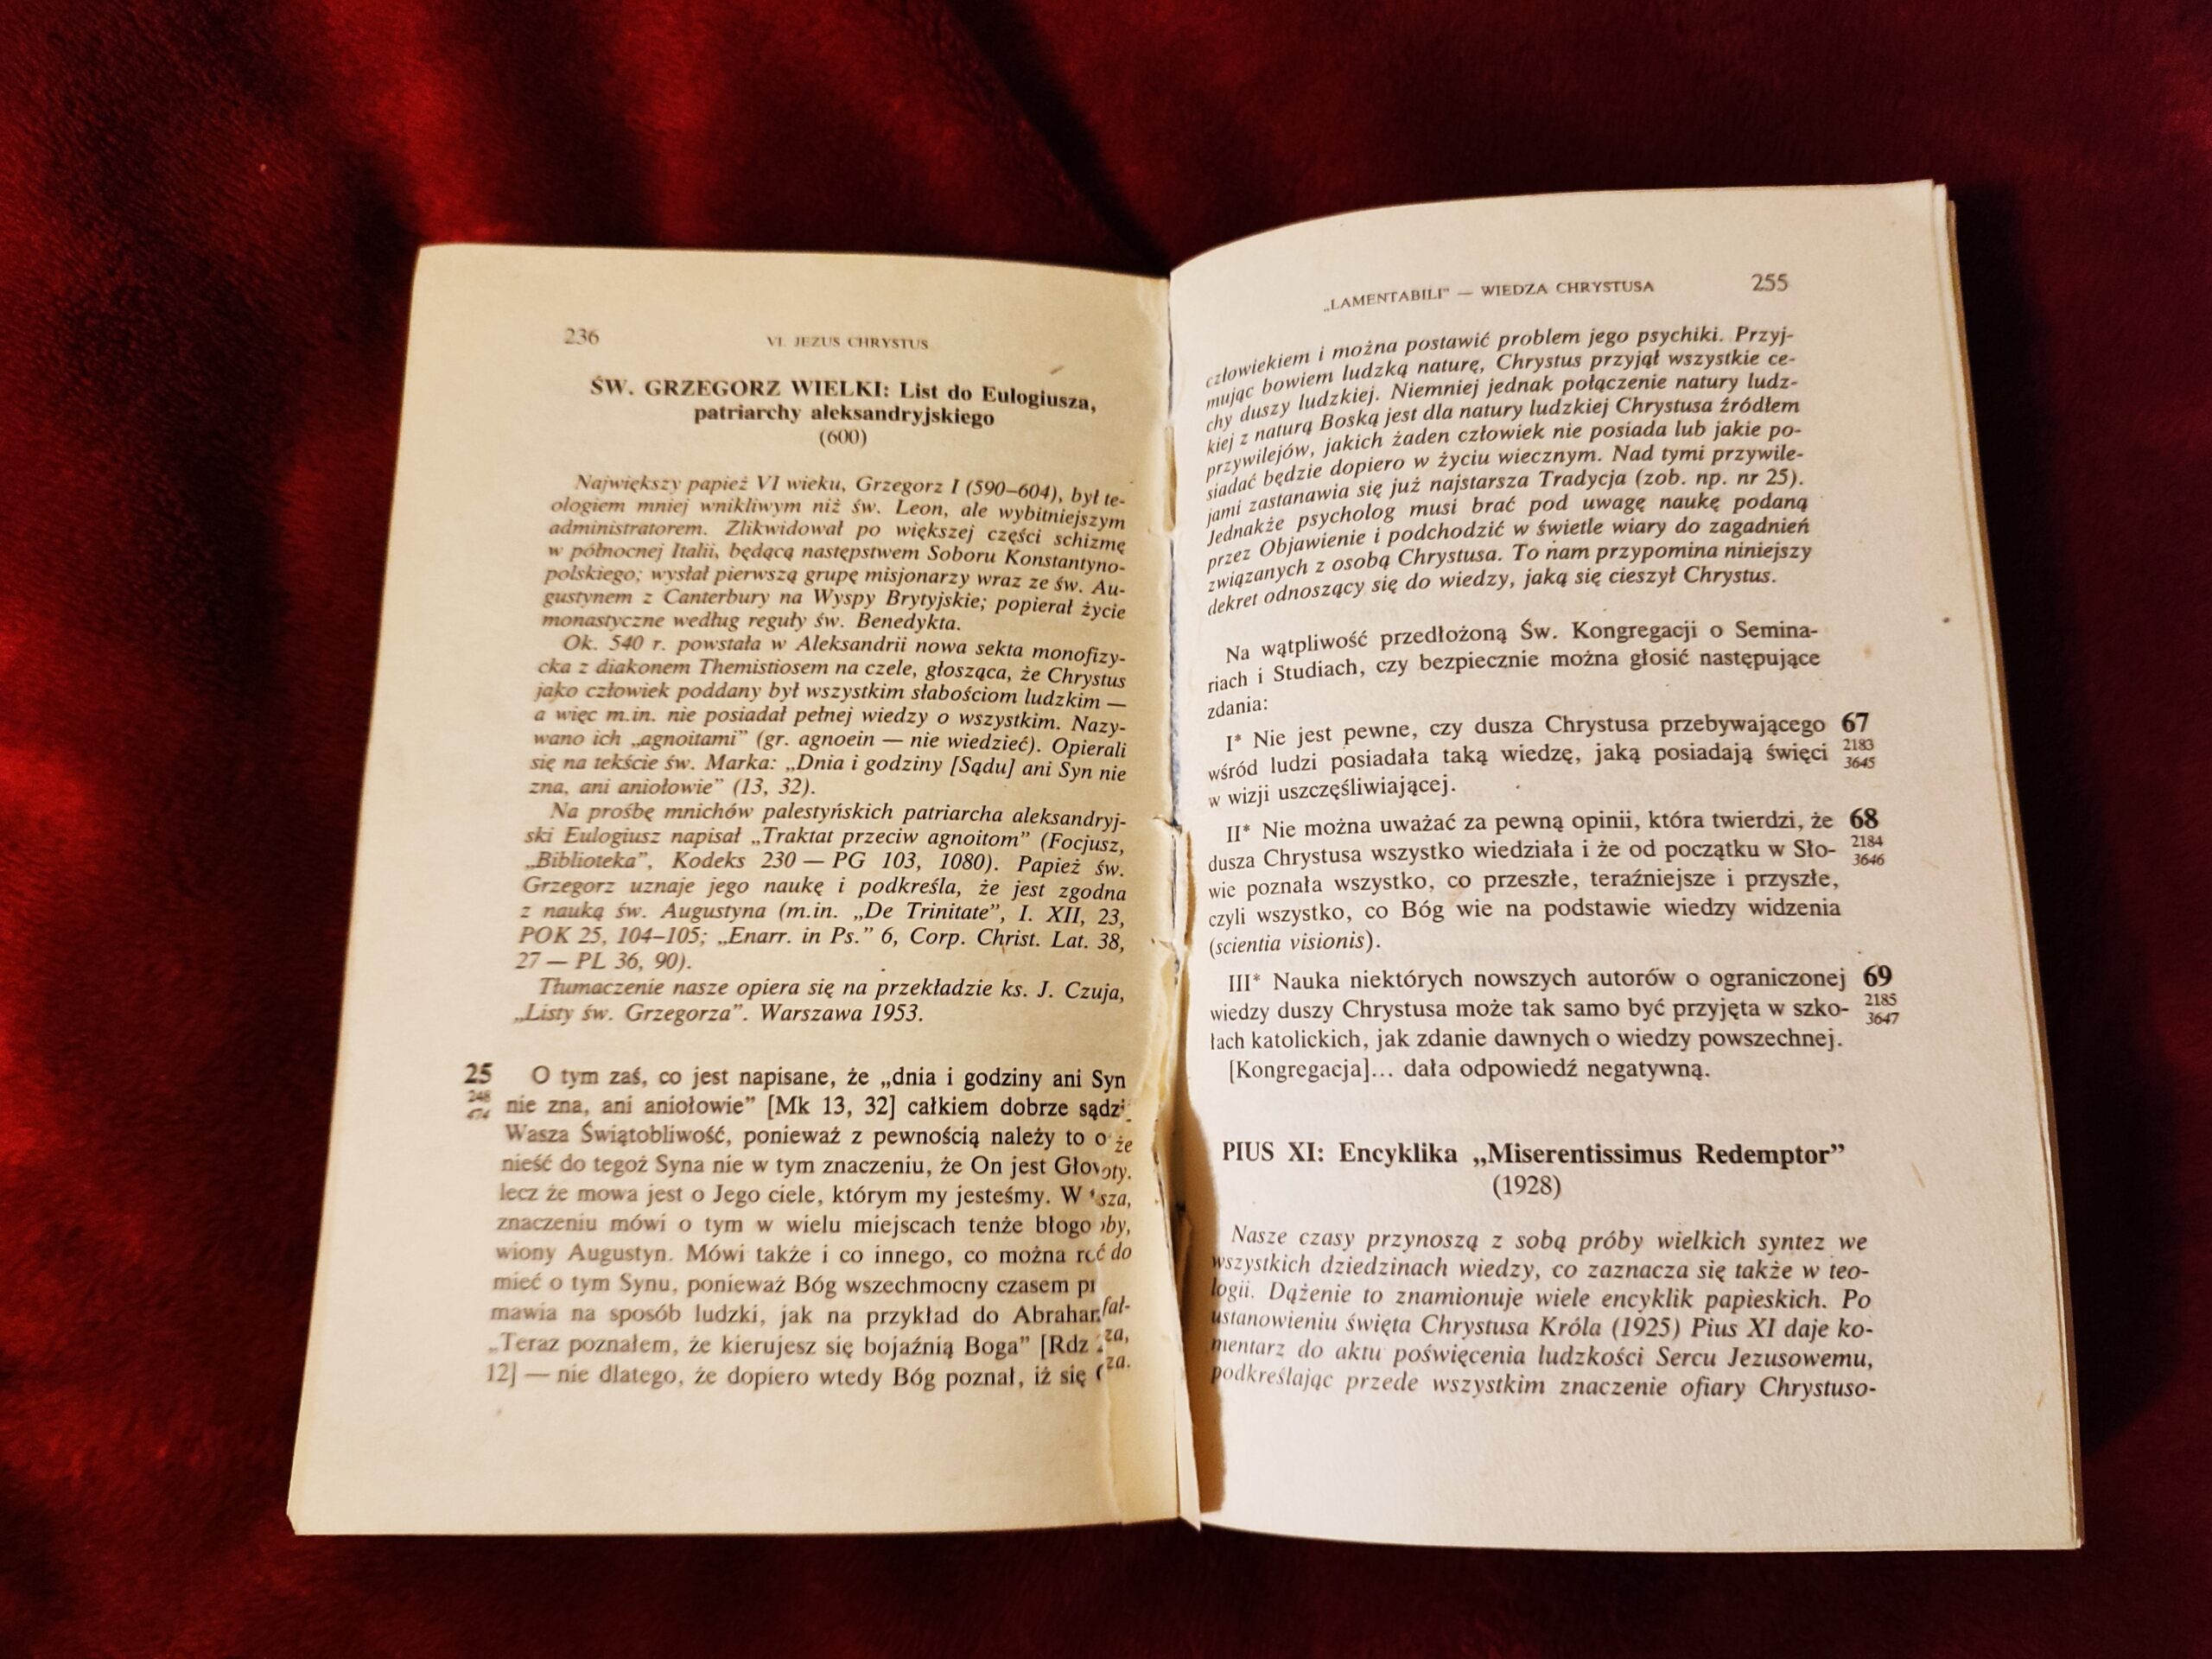 236 VI. JEZUS CHRYSTUS
ŚW. GRZEGORZ WIELKI: List do Eulogiusza,
patriarchy aleksandryjskiego
(600)
Największy papież VI wieku, Grzegorz I (590–604), był te-
ologiem mniej wnikliwym niż św. Leon, ale wybitniejszym
administratorem. Zlikwidował po większej części schizmę
w północnej Italii, będącą następstwem Soboru Konstantyno-
polskiego; wysłał pierwszą grupę misjonarzy wraz ze św. Au-
gustynem z Canterbury na Wyspy Brytyjskie; popierał życie
monastyczne według reguły św. Benedykta.
Ok. 540 r. powstała w Aleksandrii nowa sekta monofizy-
cka z diakonem Themistiosem na czele, głosząca, że Chrystus
jako człowiek poddany był wszystkim słabościom ludzkim —
a więc m.in. nie posiadał pełnej wiedzy o wszystkim. Nazy-
wano ich „agnoitami” (gr. agnoein — nie wiedzieć). Opierali
się na tekście św. Marka: „Dnia i godziny [Sądu] ani Syn nie
zna, ani aniołowie” (13, 32).
Na prośbę mnichów palestyńskich patriarcha aleksandryj-
ski Eulogiusz napisał „Traktat przeciw agnoitom” (Focjusz,
„Biblioteka”, Kodeks 230 — PG 103, 1080). Papież św.
Grzegorz uznaje jego naukę i podkreśla, że jest zgodna
z nauką św. Augustyna (m.in. „De Trinitate”, I. XII, 23,
POK 25, 104–105; „Enarr. in Ps.” 6, Corp. Christ. Lat. 38,
27 — PL 36, 90).
Tłumaczenie nasze opiera się na przekładzie ks. J. Czuja,
„Listy św. Grzegorza”. Warszawa 1953.
25 O tym zaś, co jest napisane, że „dnia i godziny ani Syn
248 nie zna, ani aniołowie” [Mk 13, 32] całkiem dobrze
474
Wasza Świątobliwość, ponieważ z pewnością należy to że
nieść do tegoż Syna nie w tym znaczeniu, że On jest oty.
lecz że mowa jest o Jego ciele, którym my jesteśmy. W sza,
znaczeniu mówi o tym w wielu miejscach tenże błogo oby,
wiony Augustyn. Mówi także i co innego, co można ć do
mieć o tym Synu, ponieważ Bóg wszechmocny czasem
mawia na sposób ludzki, jak na przykład do fał-
„Teraz poznałem, że kierujesz się bojaźnią Boga” [Rdz za,
12] — nie dlatego, że dopiero wtedy Bóg poznał, iż się za.
„LAMENTABILI” — WIEDZA CHRYSTUSA 255
człowiekiem i można postawić problem jego psychiki. Przyj-
mując bowiem ludzką naturę, Chrystus przyjął wszystkie ce-
chy duszy ludzkiej. Niemniej jednak połączenie natury ludz-
kiej z naturą Boską jest dla natury ludzkiej Chrystusa źródłem
przywilejów, jakich żaden człowiek nie posiada lub jakie po-
siadać będzie dopiero w życiu wiecznym. Nad tymi przywile-
jami zastanawia się już najstarsza Tradycja (zob. np. nr 25).
Jednakże psycholog musi brać pod uwagę naukę podaną
przez Objawienie i podchodzić w świetle wiary do zagadnień
związanych z osobą Chrystusa. To nam przypomina niniejszy
dekret odnoszący się do wiedzy, jaką się cieszył Chrystus.
Na wątpliwość przedłożoną Św. Kongregacji o Semina-
riach i Studiach, czy bezpiecznie można głosić następujące
zdania:
I* Nie jest pewne, czy dusza Chrystusa przebywającego 67
wśród ludzi posiadała taką wiedzę, jaką posiadają święci 2183
3645
w wizji uszczęśliwiającej.
II* Nie można uważać za pewną opinii, która twierdzi, że 68
dusza Chrystusa wszystko wiedziała i że od początku w Sło- 2184
3646
wie poznała wszystko, co przeszłe, teraźniejsze i przyszłe,
czyli wszystko, co Bóg wie na podstawie wiedzy widzenia
(scientia visionis).
III* Nauka niektórych nowszych autorów o ograniczonej 69
wiedzy duszy Chrystusa może tak samo być przyjęta w szko- 2185
3647
łach katolickich, jak zdanie dawnych o wiedzy powszechnej.
[Kongregacja]... dała odpowiedź negatywną.
PIUS XI: Encyklika „Miserentissimus Redemptor”
(1928)
Nasze czasy przynoszą z sobą próby wielkich syntez we
wszystkich dziedzinach wiedzy, co zaznacza się także w teo-
logii. Dążenie to znamionuje wiele encyklik papieskich. Po
ustanowieniu święta Chrystusa Króla (1925) Pius XI daje ko-
mentarz do aktu poświęcenia ludzkości Sercu Jezusowemu,
podkreślając przede wszystkim znaczenie ofiary Chrystuso-